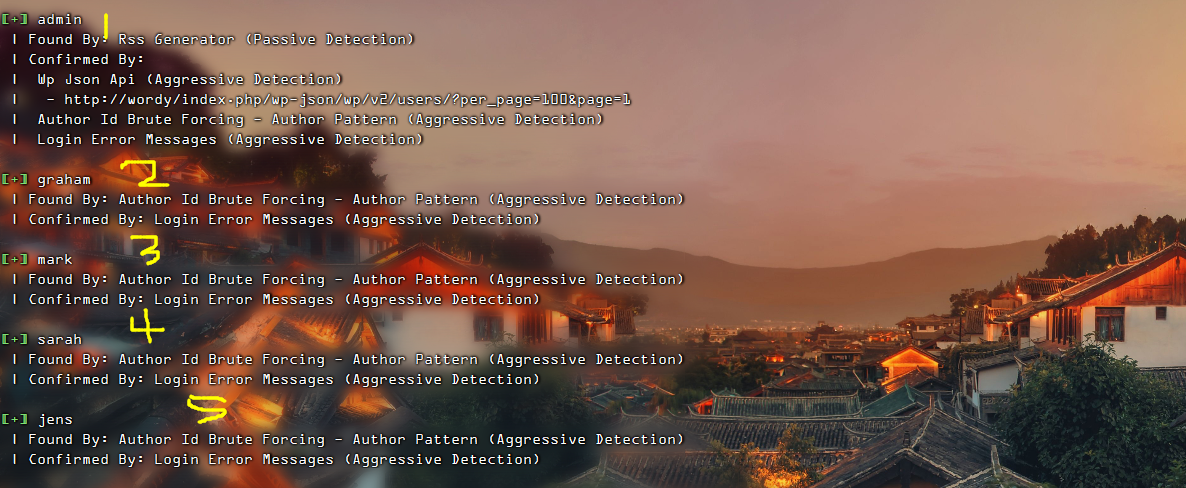 [+] admin 1
| Found By: Rss Generator (Passive Detection)
| Confirmed By:
|  Wp Json Api (Aggressive Detection)
|   - http://wordy/index.php/wp-json/wp/v2/users/?per_page=100&page=1
|  Author Id Brute Forcing - Author Pattern (Aggressive Detection)
|  Login Error Messages (Aggressive Detection)
[+] graham 2
| Found By: Author Id Brute Forcing - Author Pattern (Aggressive Detection)
| Confirmed By: Login Error Messages (Aggressive Detection)
[+] mark 3
| Found By: Author Id Brute Forcing - Author Pattern (Aggressive Detection)
| Confirmed By: Login Error Messages (Aggressive Detection)
[+] sarah 4
| Found By: Author Id Brute Forcing - Author Pattern (Aggressive Detection)
| Confirmed By: Login Error Messages (Aggressive Detection)
[+] jens 5
| Found By: Author Id Brute Forcing - Author Pattern (Aggressive Detection)
| Confirmed By: Login Error Messages (Aggressive Detection)